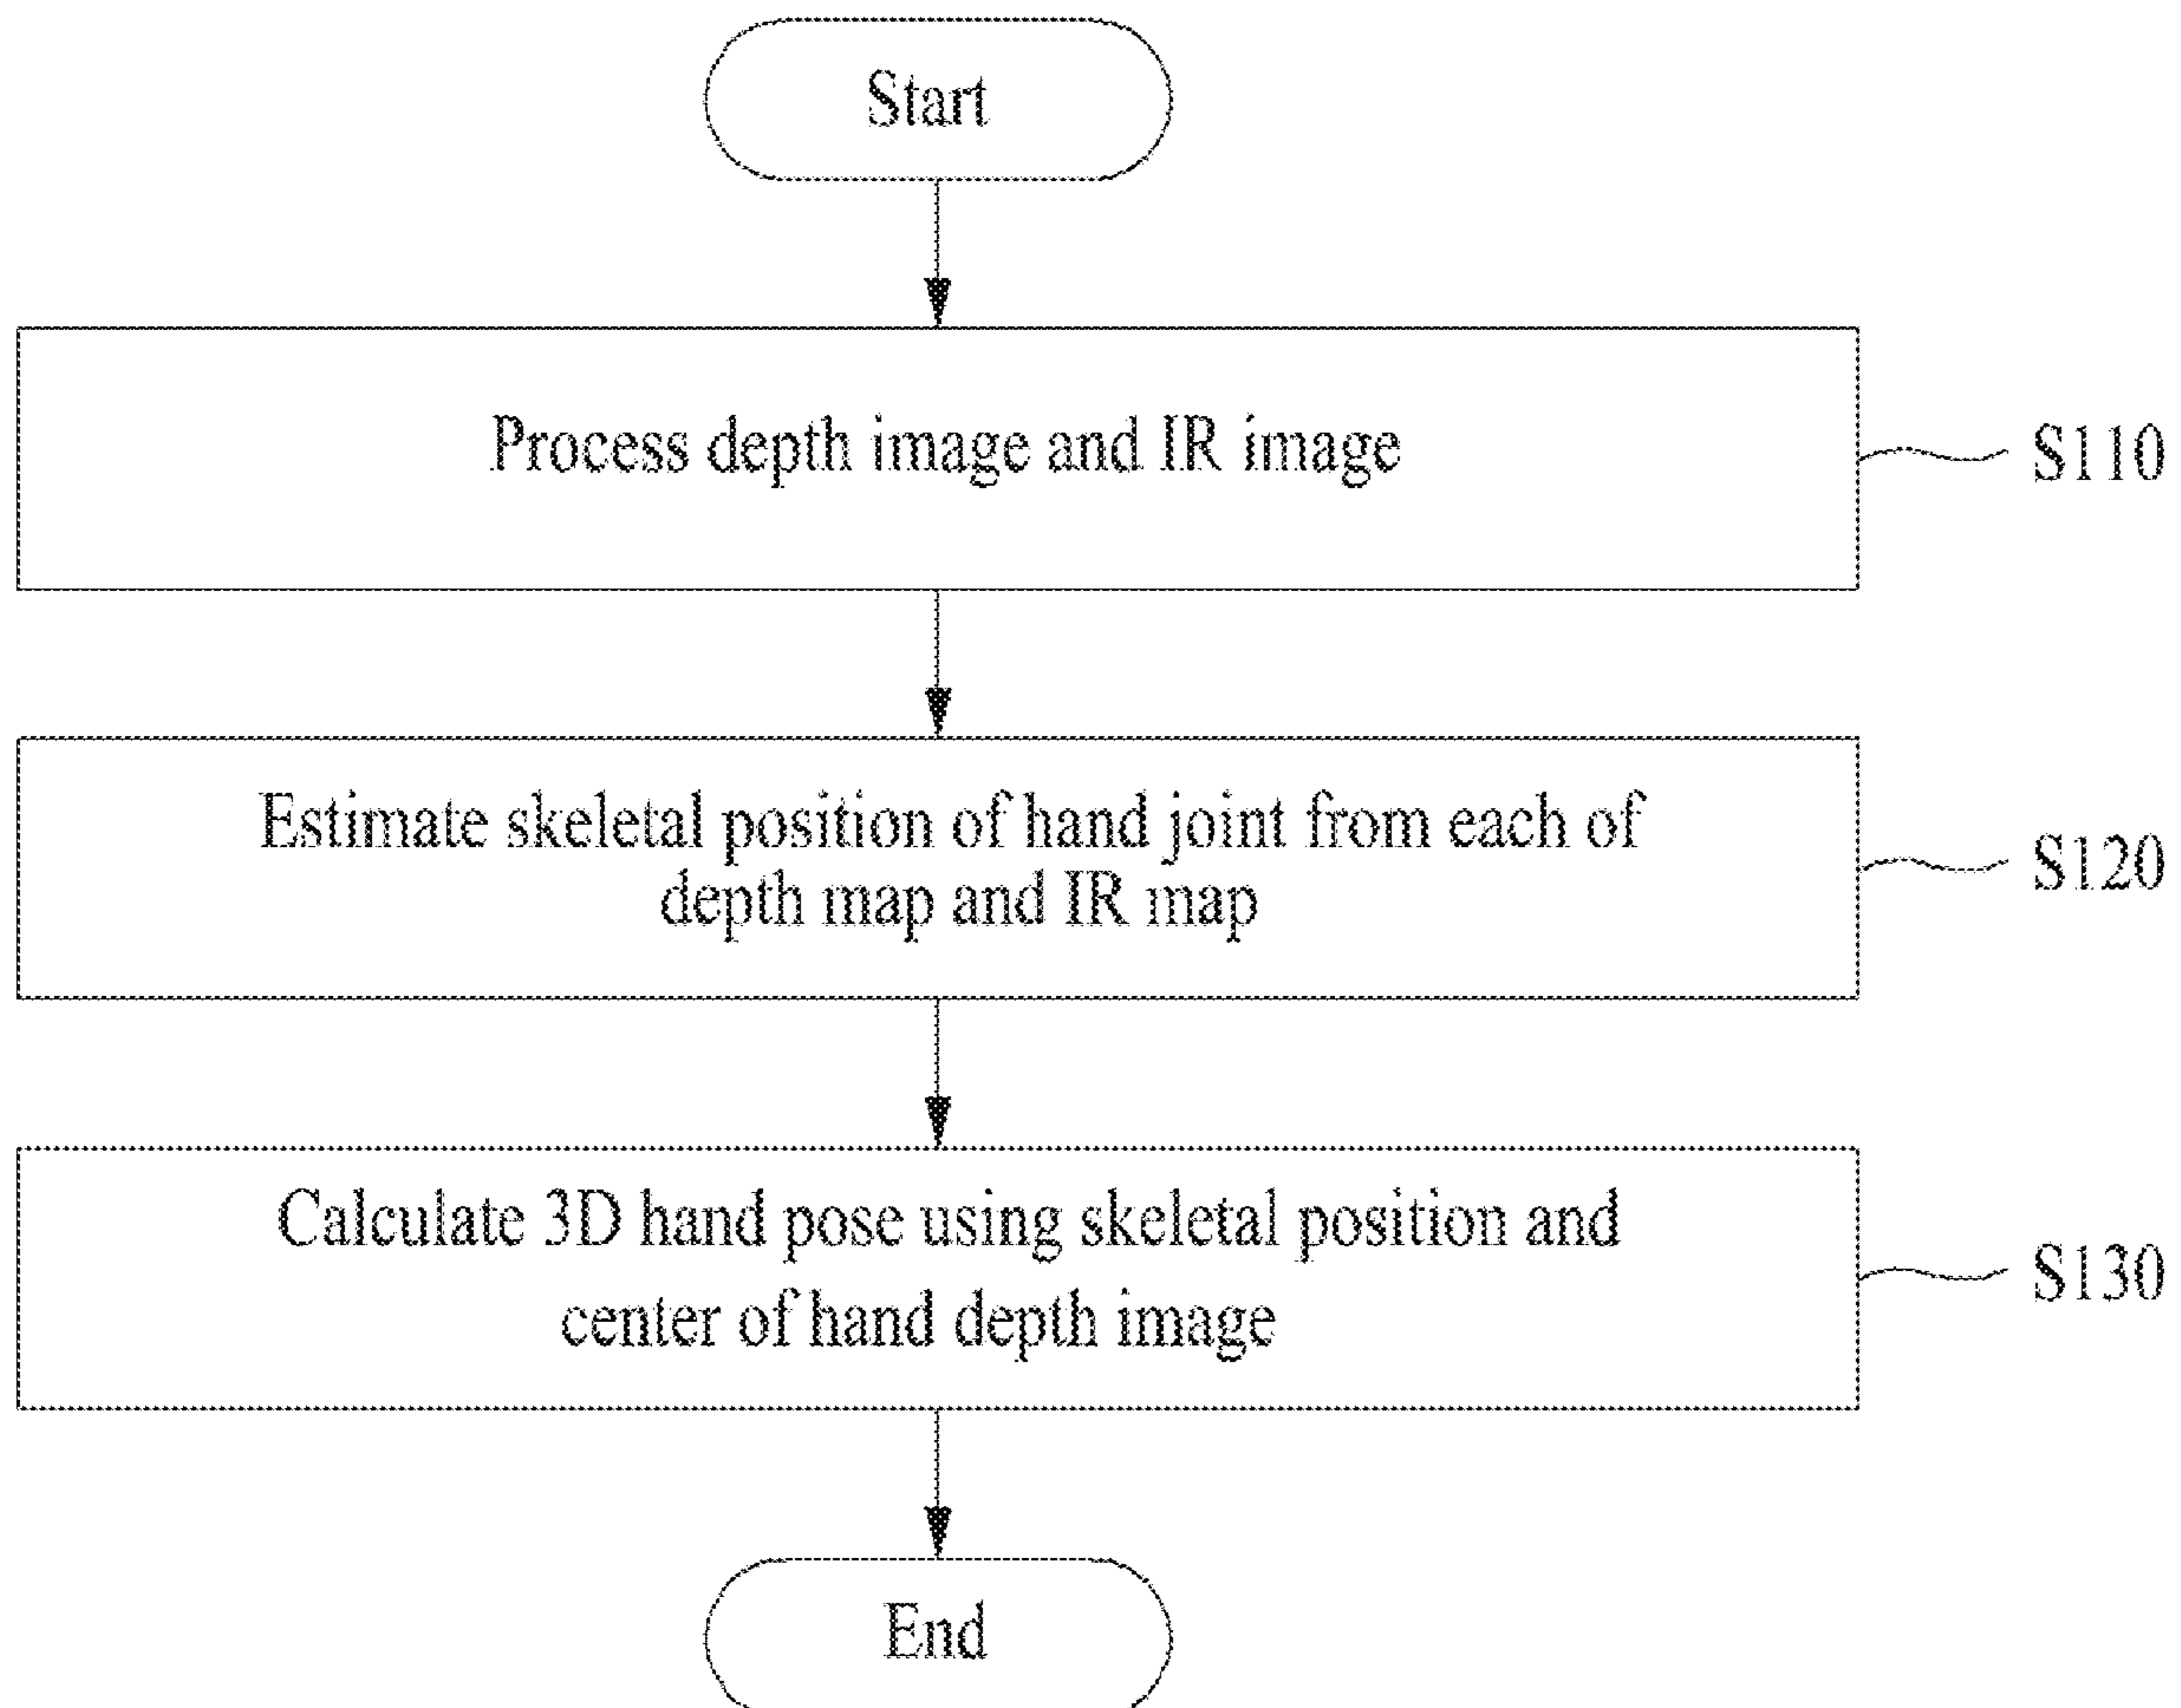 Start
Process depth image and IR image
S110
Estimate skeletal position of hand joint from each of
depth map and IR map
S120
Calculate 3D hand pose using skeletal position and
center of hand depth image
S130
End